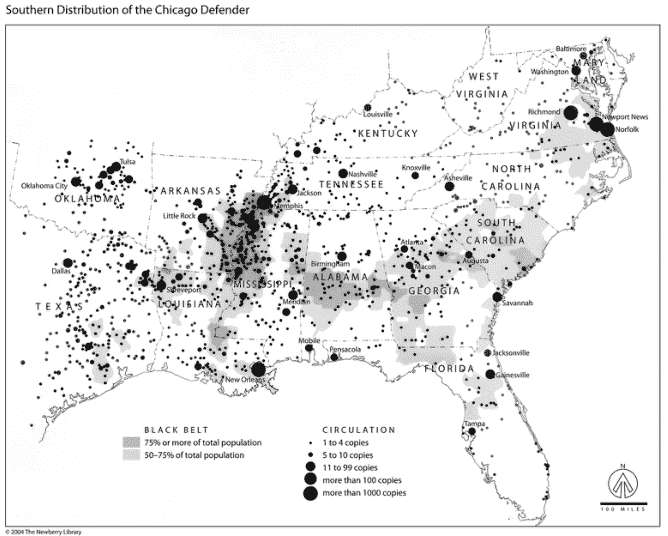 Southern Distribution of the Chicago Defender
Baltimore
MARY-
LAND
Washington
WEST
VIRGINIA
Richmond
Newport News
Norfolk
VIRGINIA
Louisville
KENTUCKY
Tulsa
Oklahoma City
OKLAHOMA
Nashville
Knoxville
Asheville
NORTH
CAROLINA
TENNESSEE
Jackson
Memphis
ARKANSAS
Little Rock
SOUTH
CAROLINA
Atlanta
Augusta
Birmingham
Macon
Dallas
MISSISSIPPI
ALABAMA
GEORGIA
Shreveport
LOUISIANA
Meridian
Savannah
TEXAS
Mobile
Pensacola
Jacksonville
New Orleans
FLORIDA
Gainesville
Tampa
BLACK BELT
75% or more of total population
50–75% of total population
CIRCULATION
1 to 4 copies
5 to 10 copies
11 to 99 copies
more than 100 copies
more than 1000 copies
N
100 MILES
© 2004 The Newberry Library